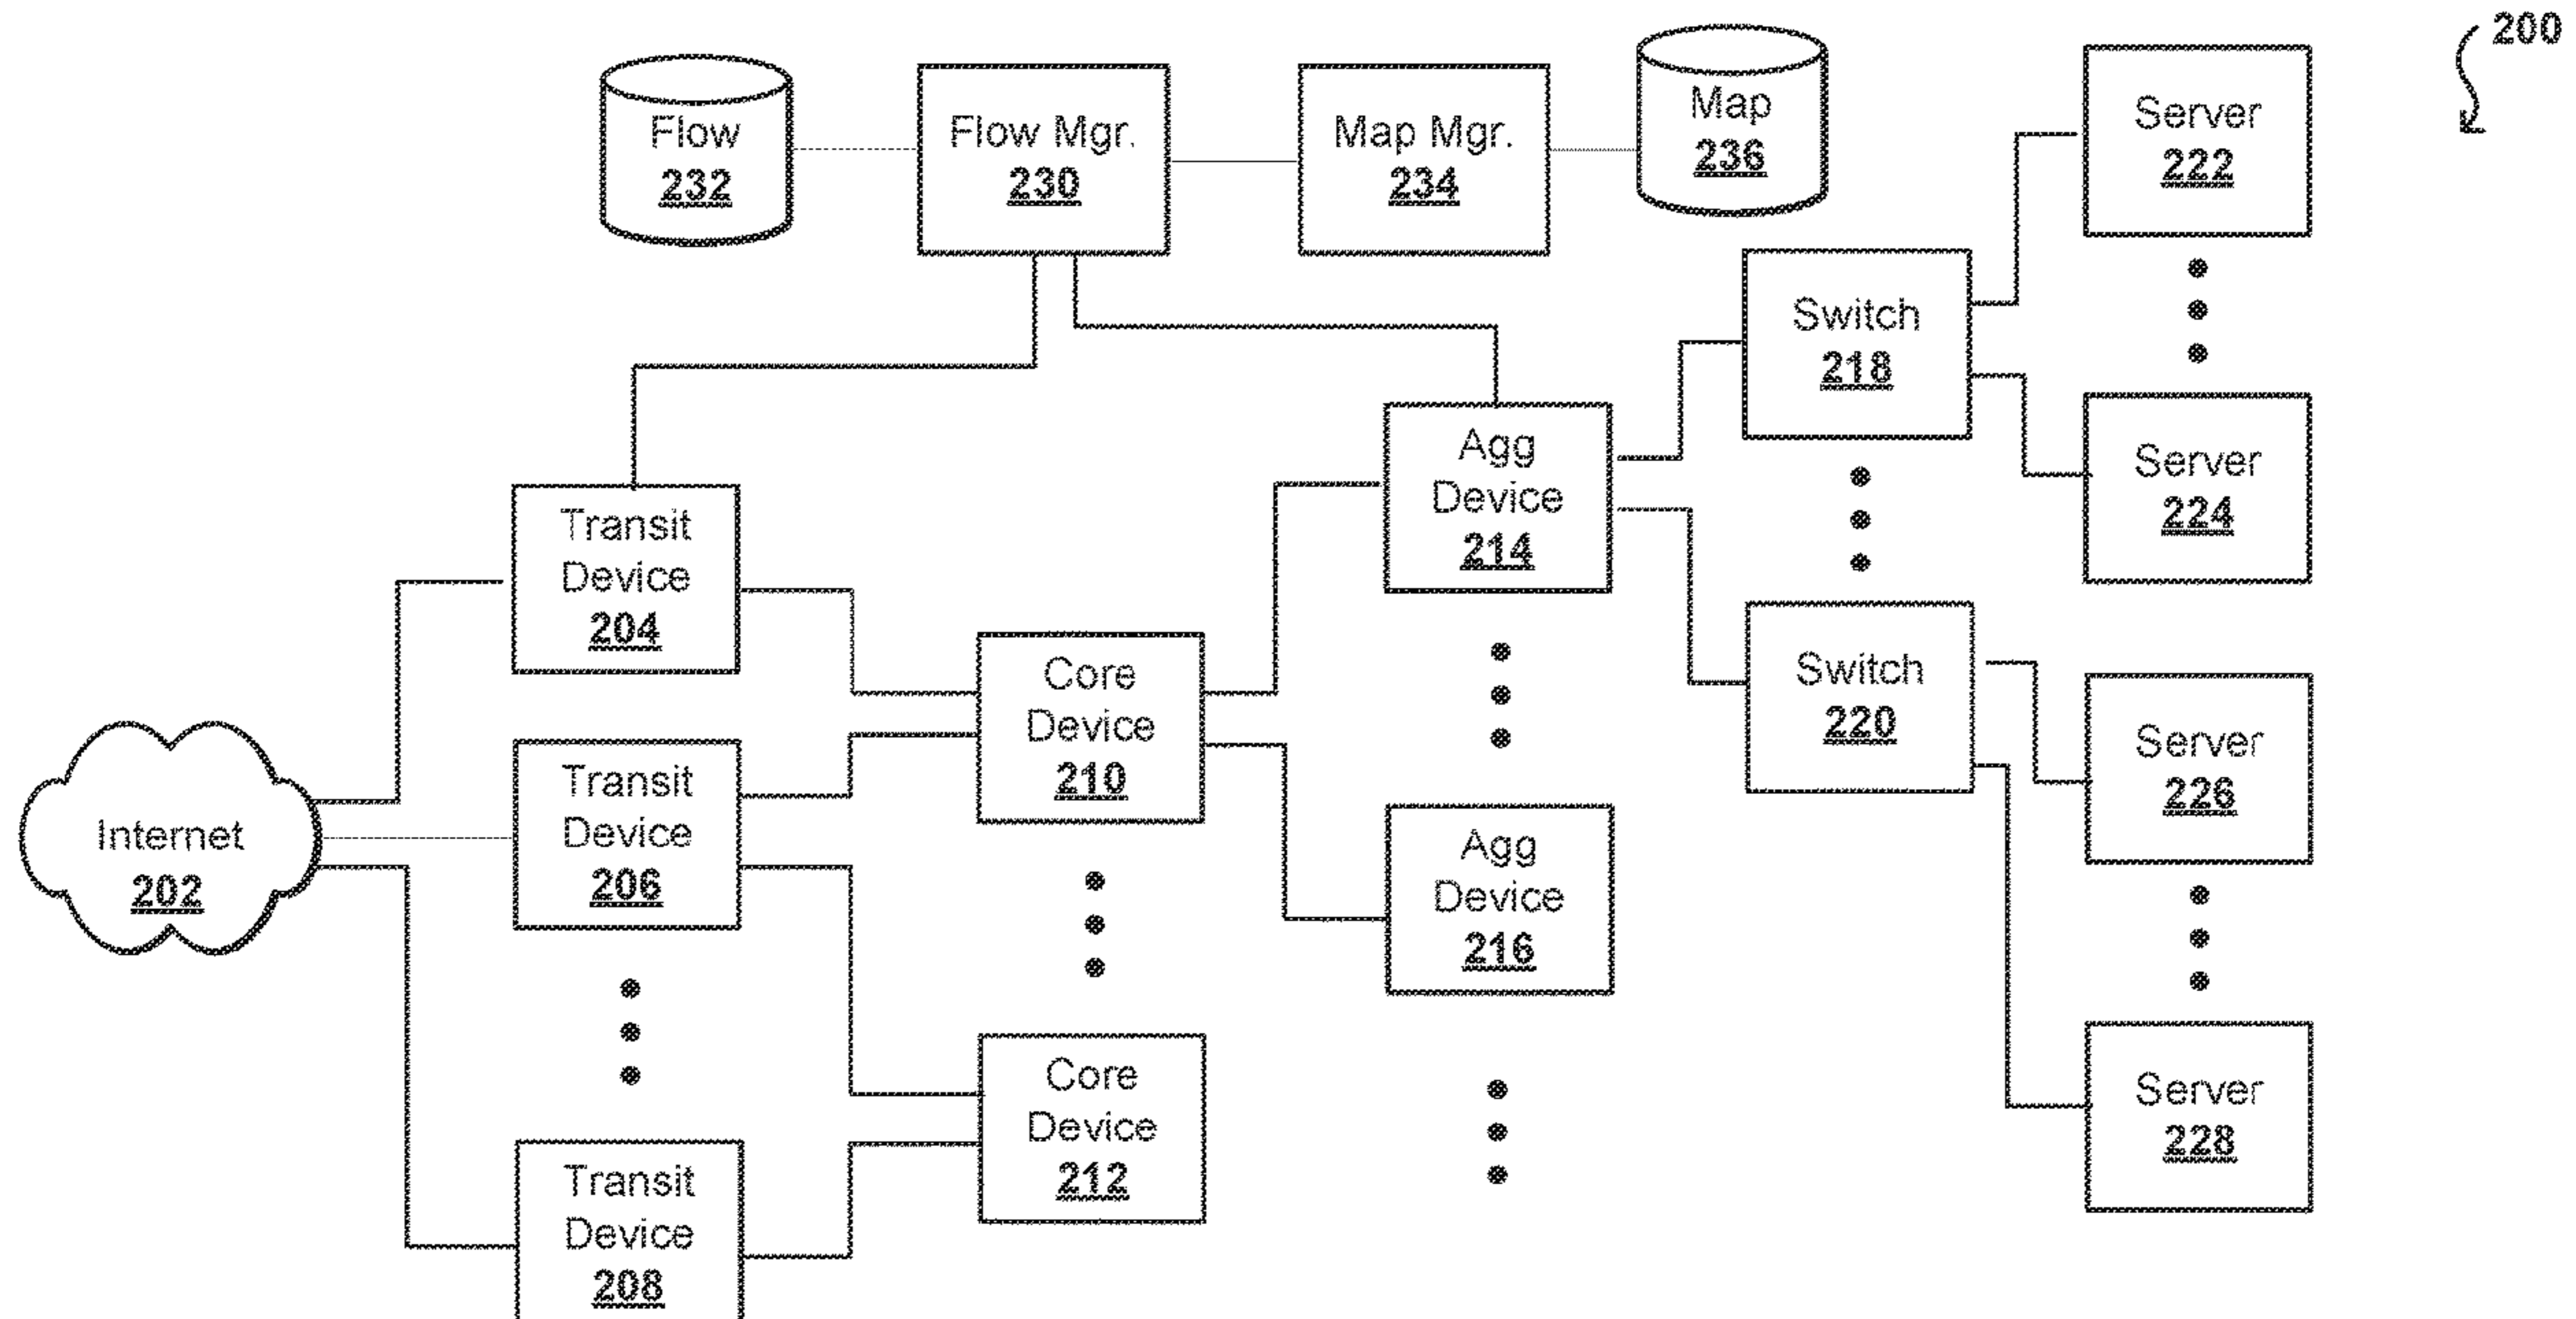 200
Flow
232
Flow Mgr.
230
Map Mgr.
234
Map
236
Server
222
Switch
218
Server
224
Agg
Device
214
Transit
Device
204
Core
Device
210
Switch
220
Server
226
Internet
202
Transit
Device
206
Agg
Device
216
Core
Device
212
Server
228
Transit
Device
208